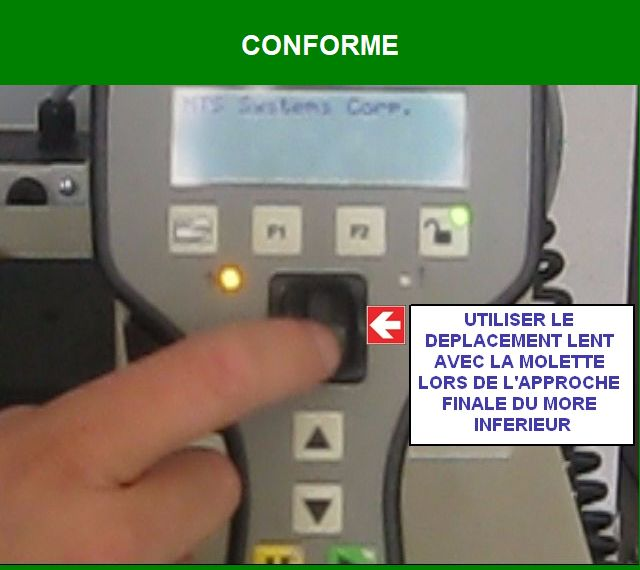 CONFORME
MTS Systems Corp.
F1 F2
UTILISER LE
DEPLACEMENT LENT
AVEC LA MOLETTE
LORS DE L'APPROCHE
FINALE DU MORE
INFERIEUR